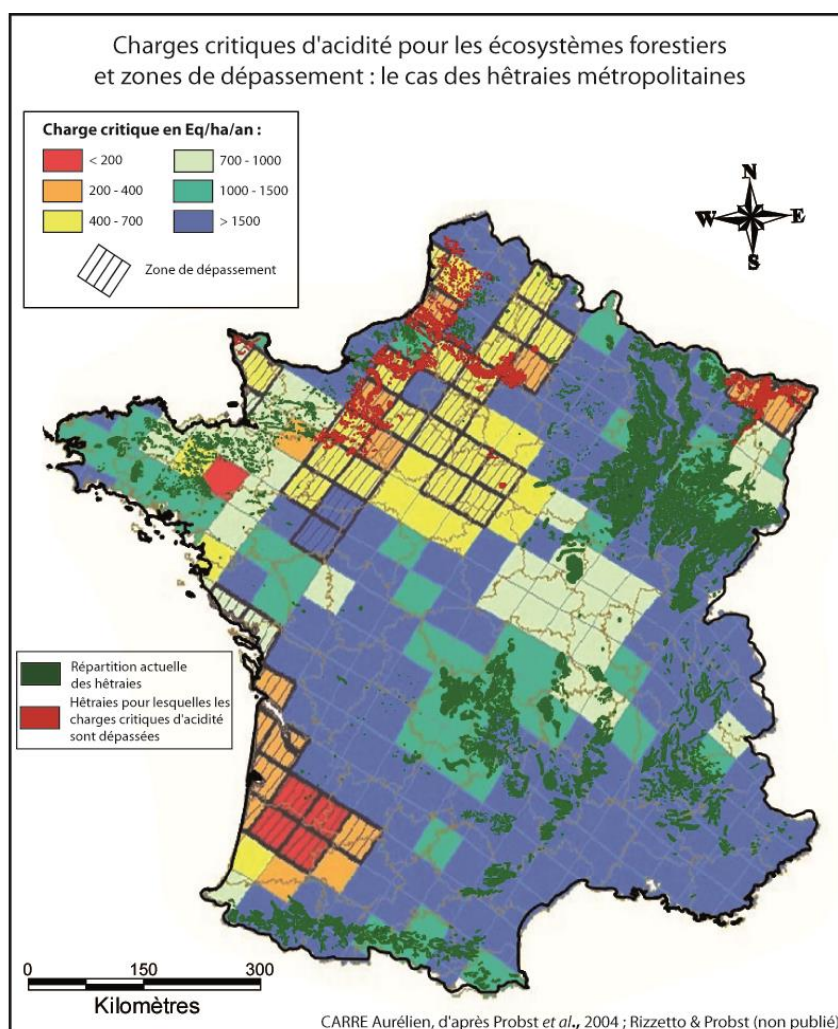 Charges critiques d'acidité pour les écosystèmes forestiers
et zones de dépassement : le cas des hêtraies métropolitaines
Charge critique en Eq/ha/an :
< 200
200 - 400
400 - 700
700 - 1000
1000 - 1500
> 1500
Zone de dépassement
N
W
E
S
Répartition actuelle
des hêtraies
Hêtraies pour lesquelles les
charges critiques d'acidité
sont dépassées
0 150 300
Kilomètres
CARRE Aurélien, d'après Probst et al., 2004 ; Rizzetto & Probst (non publié)